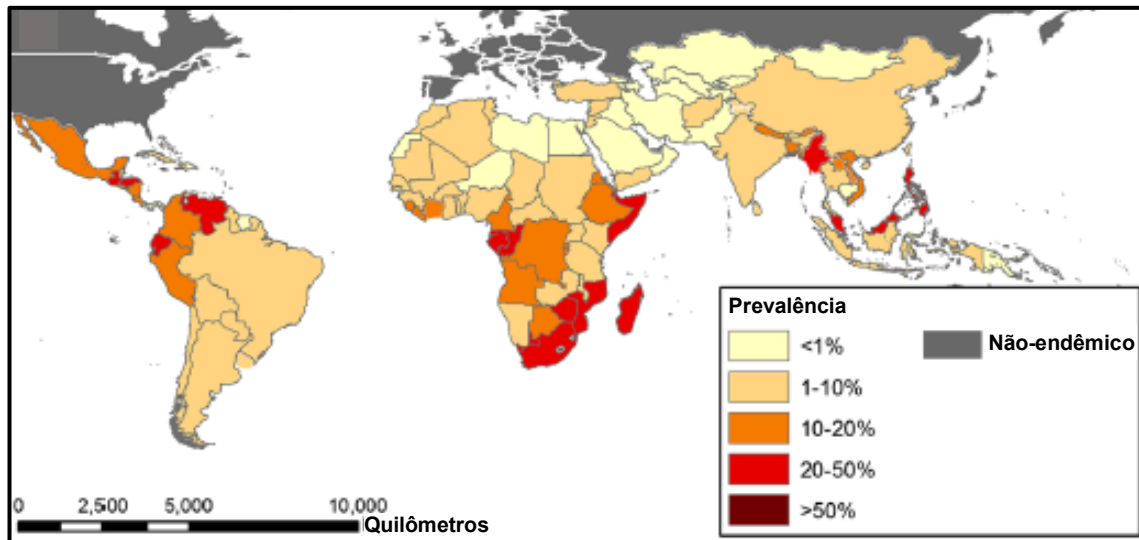 Prevalência
<1%
1-10%
10-20%
20-50%
>50%
Não-endêmico
0 2,500 5,000 10,000
Quilômetros